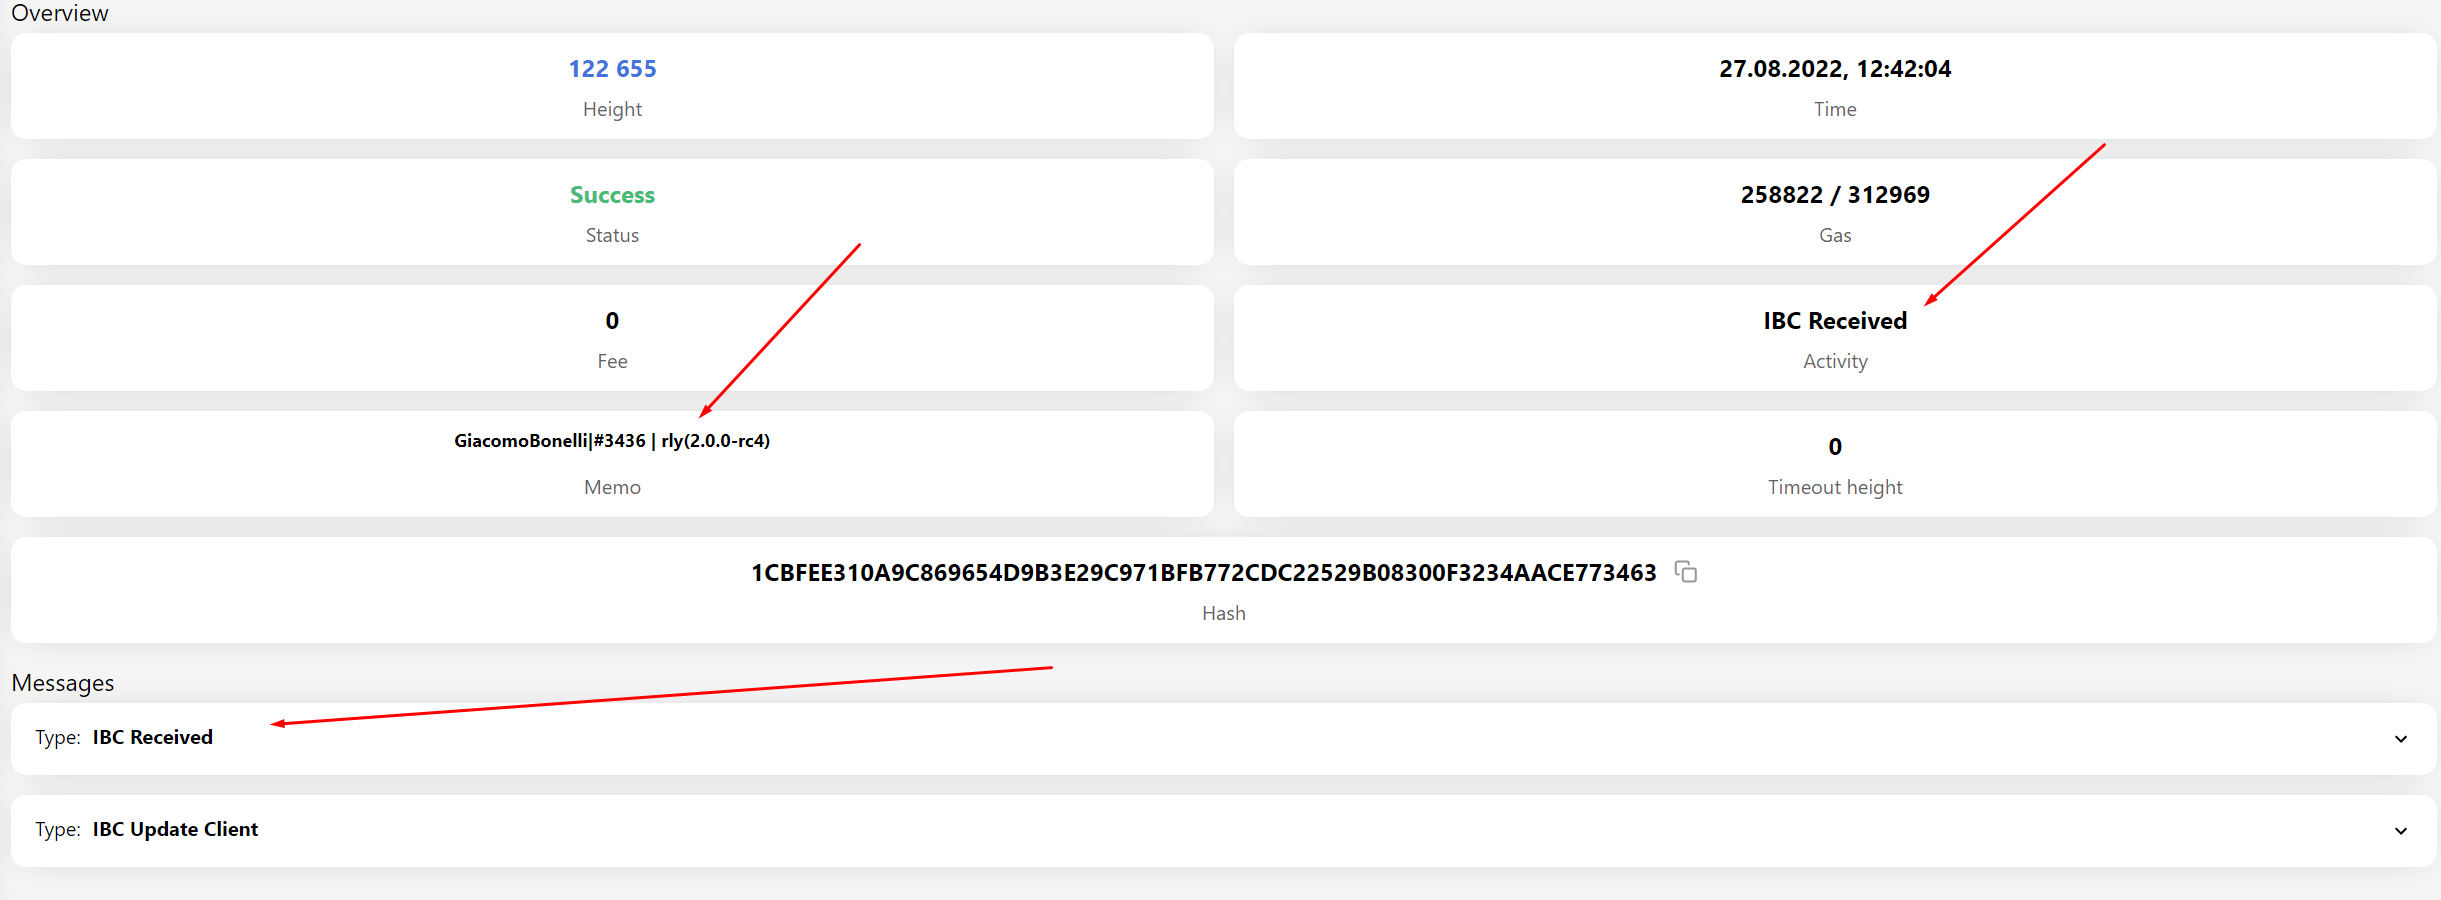 Overview
122 655
Height
27.08.2022, 12:42:04
Time
Success
Status
258822 / 312969
Gas
0
Fee
IBC Received
Activity
GiacomoBonelli|#3436 | rly(2.0.0-rc4)
Memo
0
Timeout height
1CBFEE310A9C869654D9B3E29C971BFB772CDC22529B08300F3234AACE773463
Hash
Messages
Type: IBC Received
Type: IBC Update Client